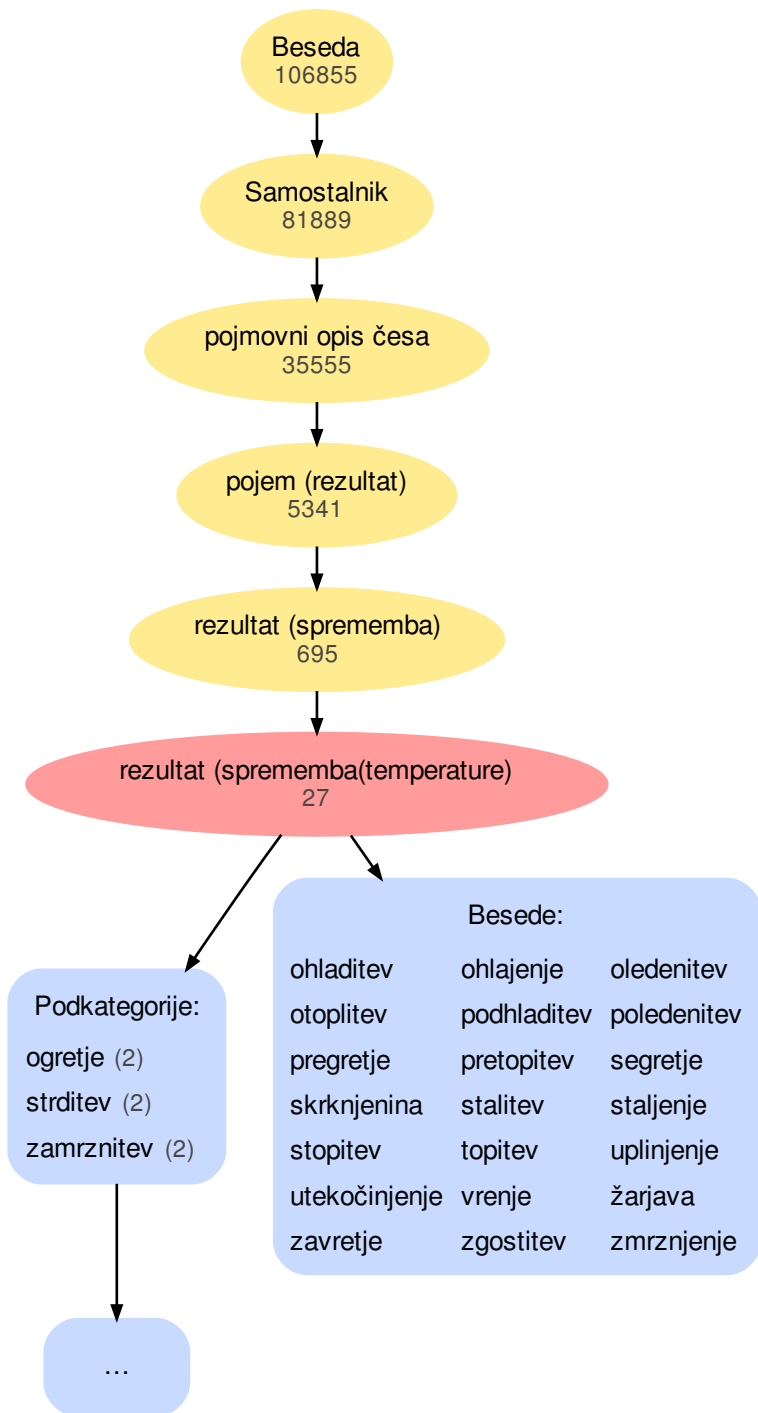 Beseda
106855
Samostalnik
81889
pojmovni opis česa
35555
pojem (rezultat)
5341
rezultat (sprememba)
695
rezultat (sprememba(temperature)
27
Besede:
ohladitev ohlajenje oledenitev
otoplitev podhladitev poledenitev
pregretje pretopitev segretje
skrknjenina stalitev staljenje
stopitev topitev uplinjenje
utekočinjenje vrenje žarjava
zavretje zgostitev zmrznjenje
Podkategorije:
ogretje (2)
strditev (2)
zamrznitev (2)
...